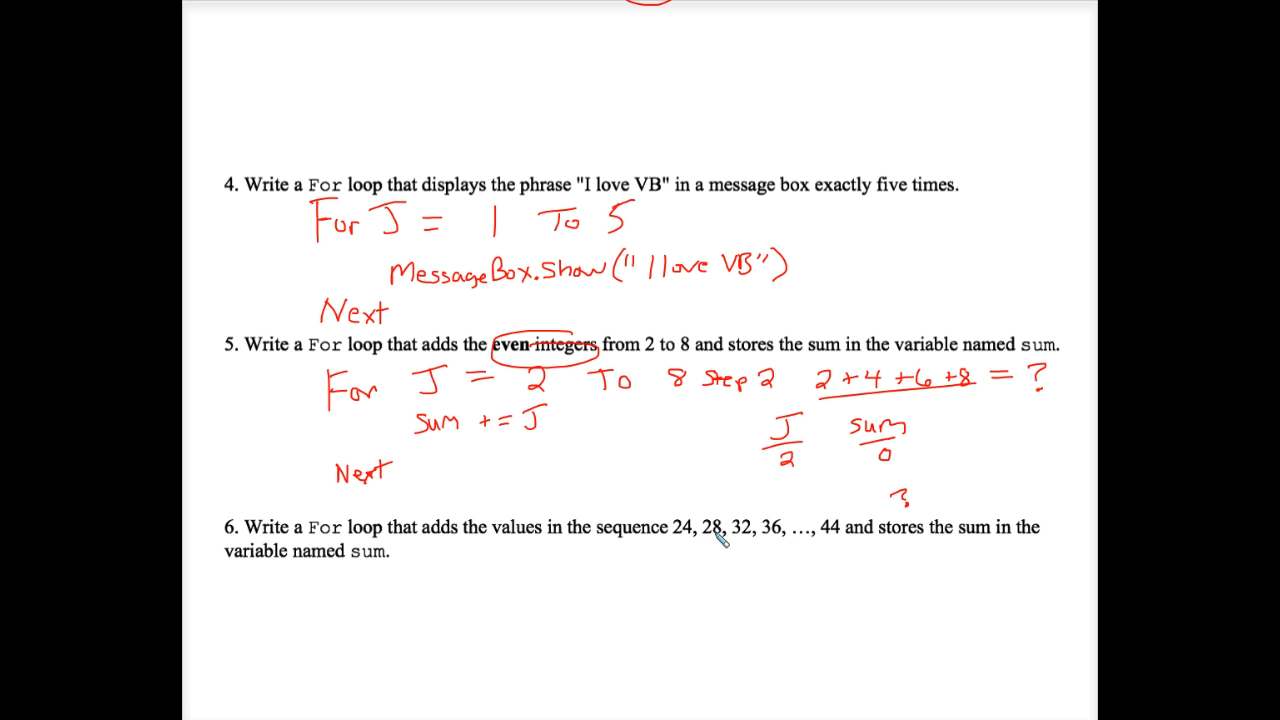 4. Write a For loop that displays the phrase "I love VB" in a message box exactly five times.
For J = 1 To 5
MessageBox.Show("I love VB")
Next
5. Write a For loop that adds the even integers from 2 to 8 and stores the sum in the variable named sum.
For J = 2 To 8 Step 2 2+4+6+8 = ?
Sum += J J sum
2 0
Next
6. Write a For loop that adds the values in the sequence 24, 28, 32, 36, …, 44 and stores the sum in the
variable named sum.